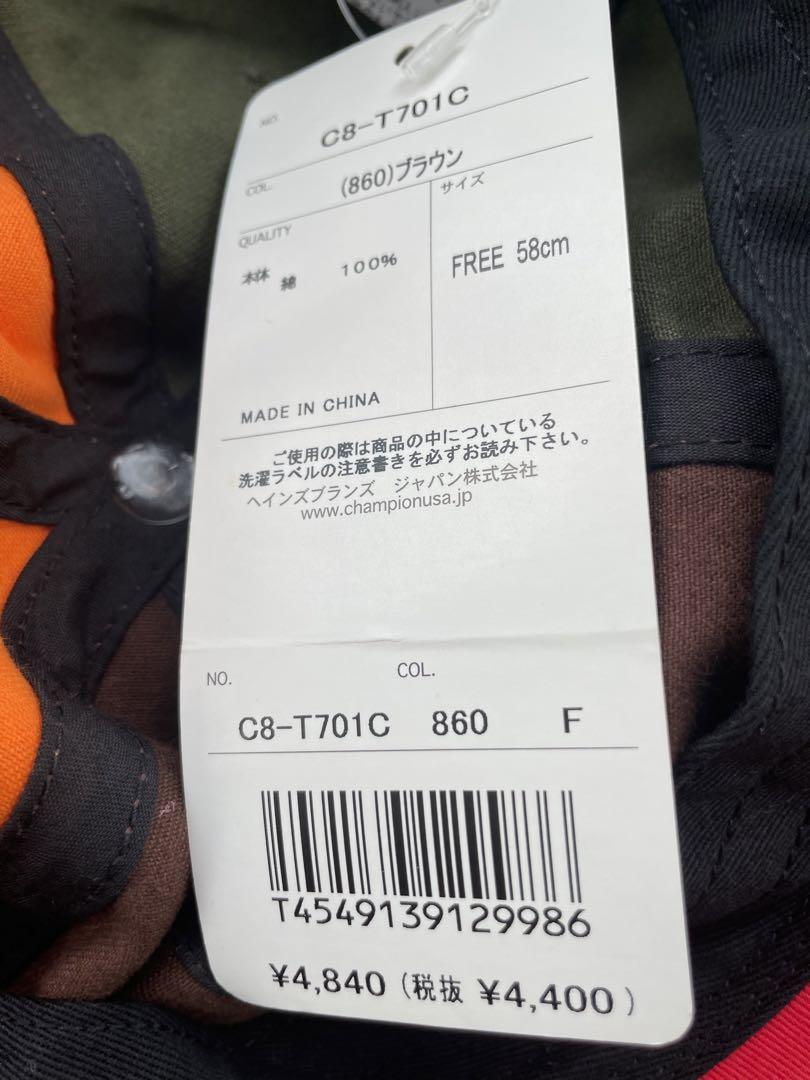 NO.
C8-T701C
COL.
(860)ブラウン
QUALITY
サイズ
本体 綿 100%
FREE 58cm
MADE IN CHINA
ご使用の際は商品の中についている
洗濯ラベルの注意書きを必ずお読み下さい。
ヘインズブランズ ジャパン株式会社
www.championusa.jp
NO. COL.
C8-T701C 860 F
T4549139129986
¥4,840 (税抜 ¥4,400)